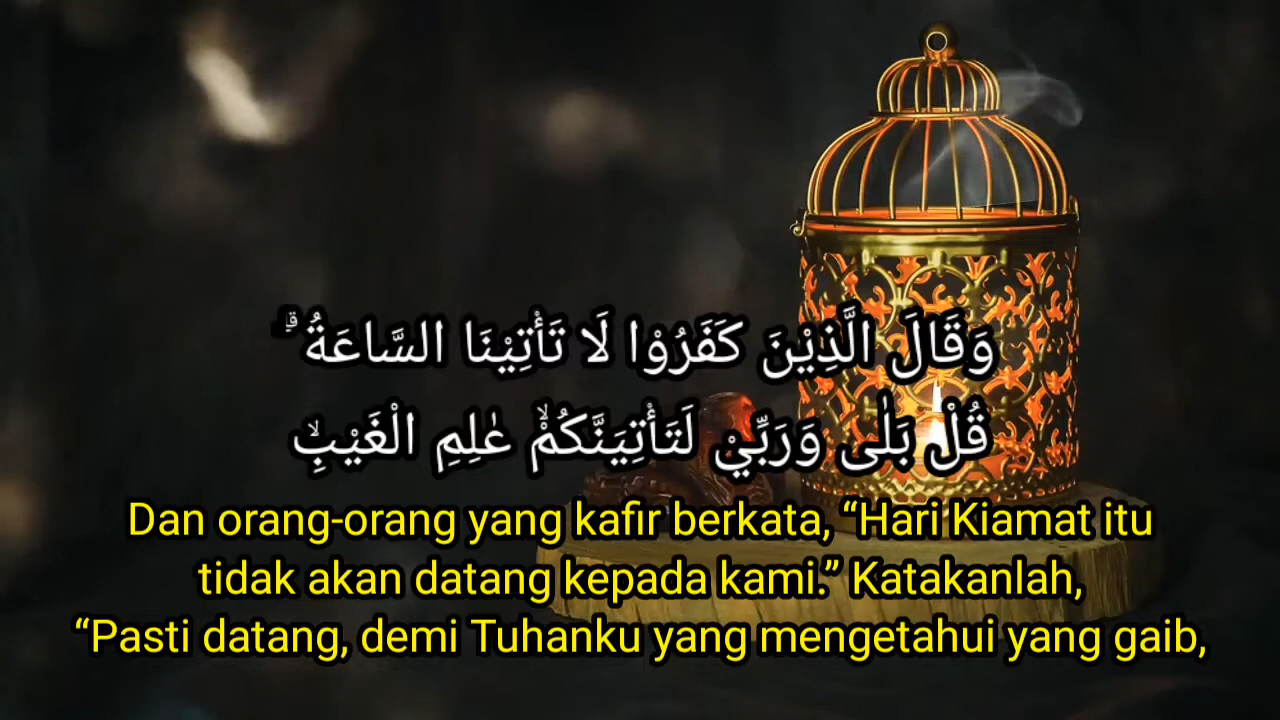 وَقَالَ الَّذِيْنَ كَفَرُوْا لَا تَأْتِيْنَا السَّاعَةُ ۗ
قُلْ بَلٰى وَرَبِّيْ لَتَأْتِيَنَّكُمْۙ عٰلِمِ الْغَيْبِۙ
Dan orang-orang yang kafir berkata, “Hari Kiamat itu
tidak akan datang kepada kami.” Katakanlah,
“Pasti datang, demi Tuhanku yang mengetahui yang gaib,